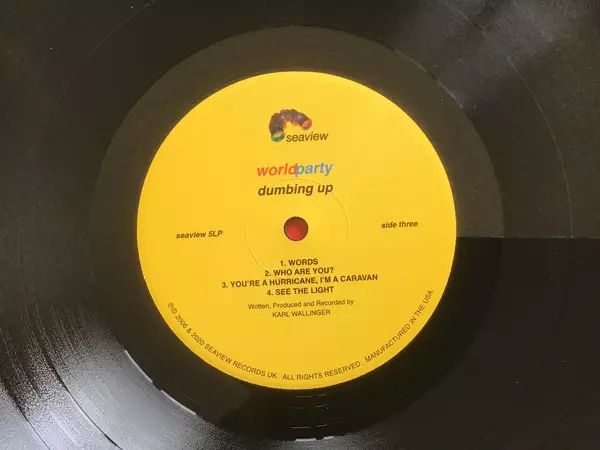 seaview
worldparty
dumbing up
seaview 5LP
side three
1. WORDS
2. WHO ARE YOU?
3. YOU'RE A HURRICANE, I'M A CARAVAN
4. SEE THE LIGHT
Written, Produced and Recorded by
KARL WALLINGER
℗© 2006 & 2020 SEAVIEW RECORDS UK. ALL RIGHTS RESERVED. MANUFACTURED IN THE USA.